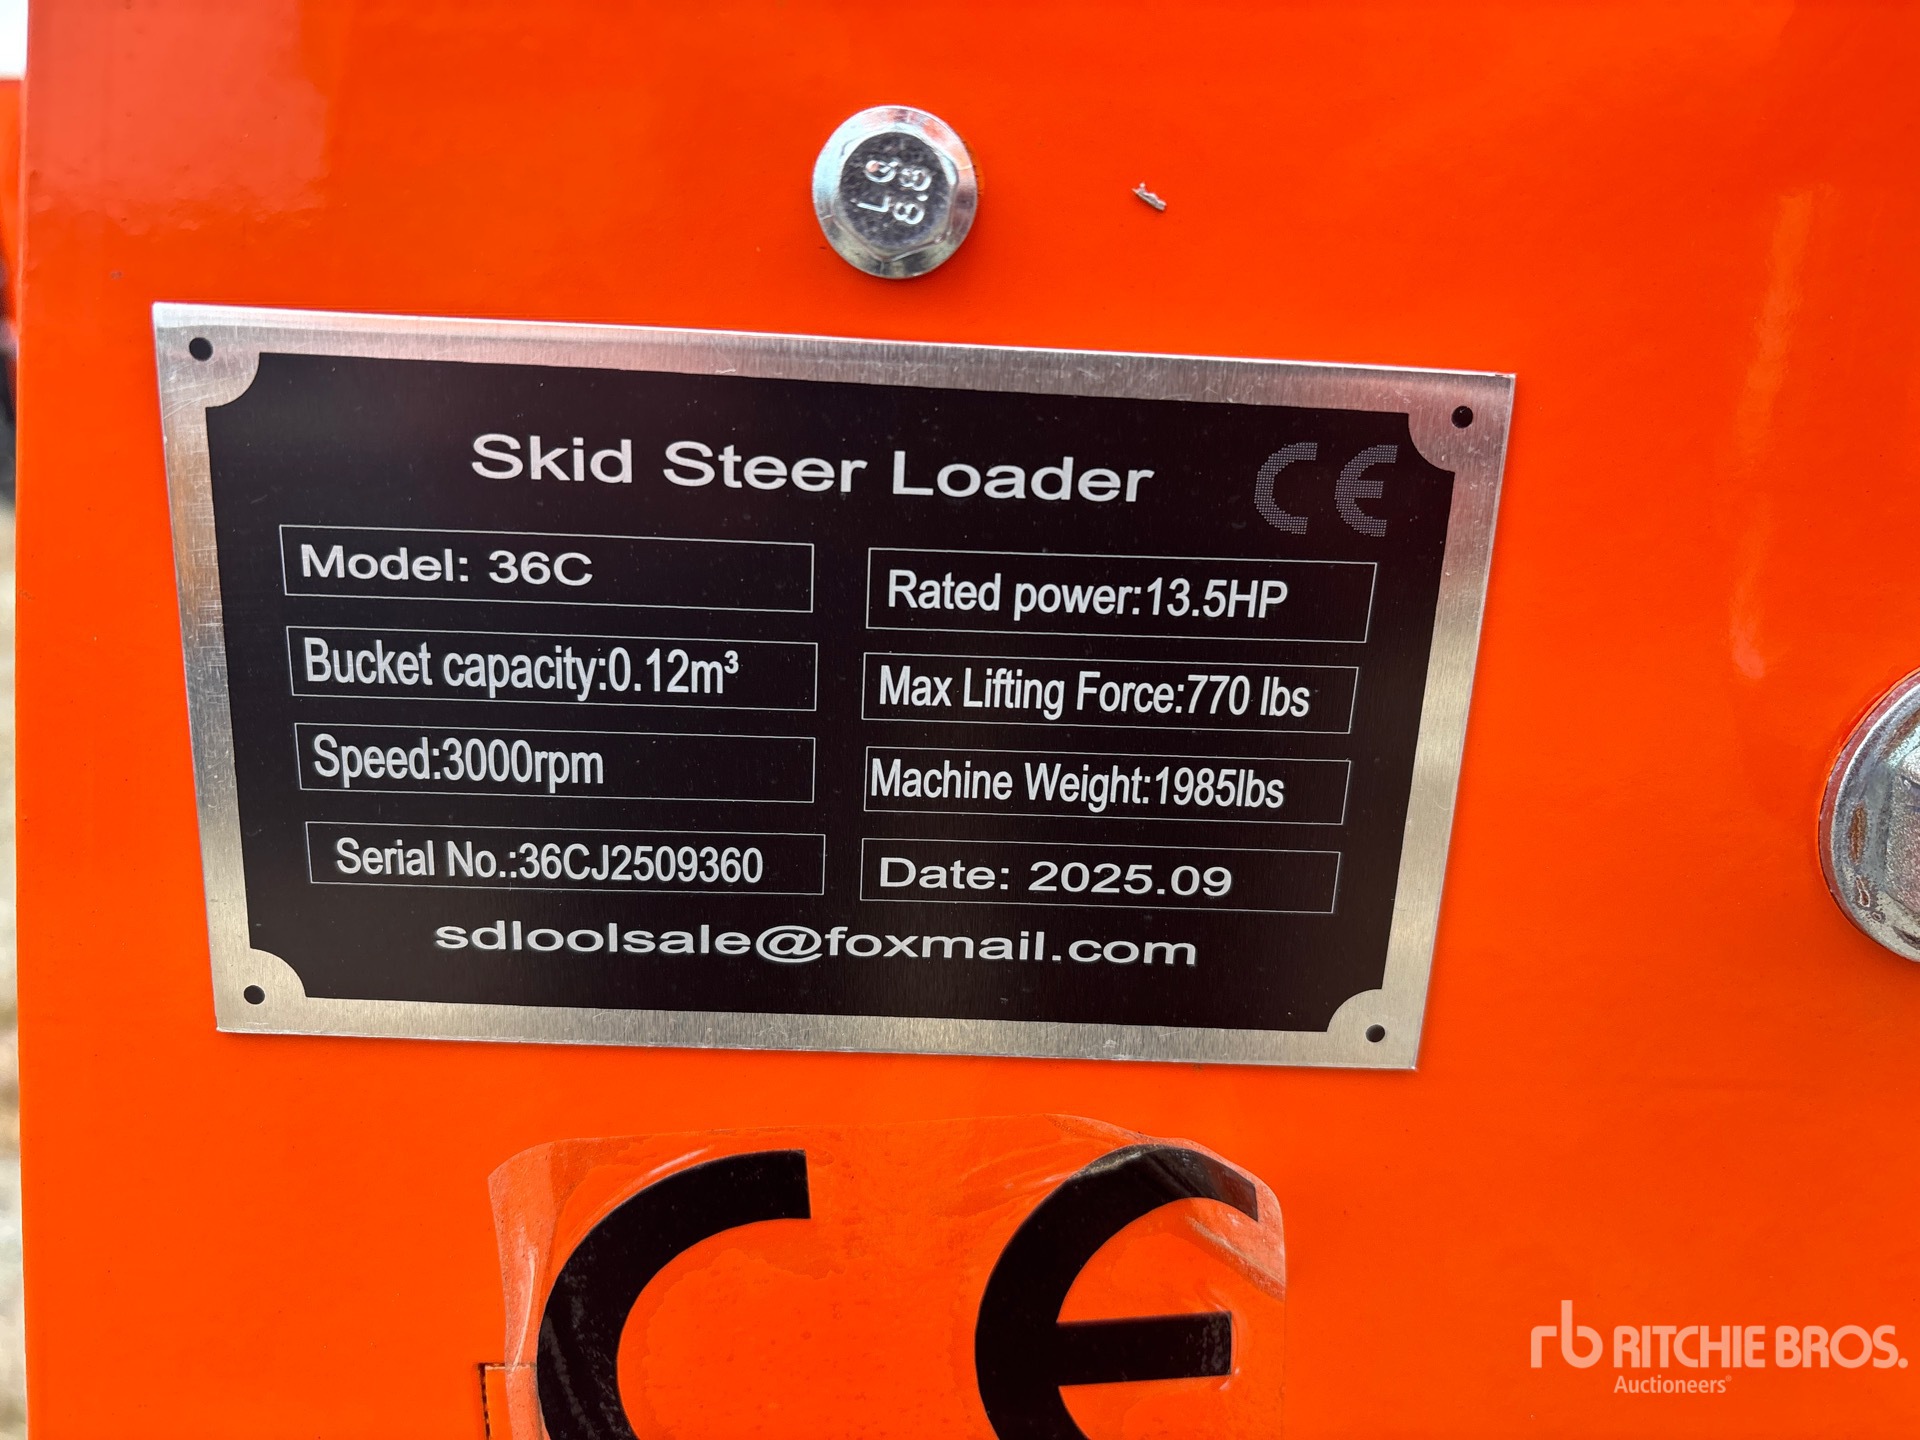 L 8.8
Skid Steer Loader CE
Model: 36C
Rated power:13.5HP
Bucket capacity:0.12m³
Max Lifting Force:770 lbs
Speed:3000rpm
Machine Weight:1985lbs
Serial No.:36CJ2509360
Date: 2025.09
sdloolsale@foxmail.com
CE
rb RITCHIE BROS.
Auctioneers®